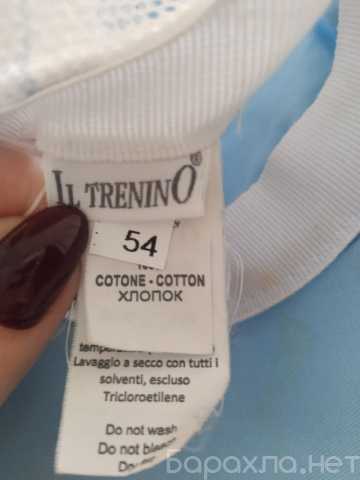 IL TRENINO®
54
COTONE - COTTON
ХЛОПОК
Lavaggio a secco con tutti i
solventi, escluso
Tricloroetilene
Do not wash
Do not
Барахла.нет